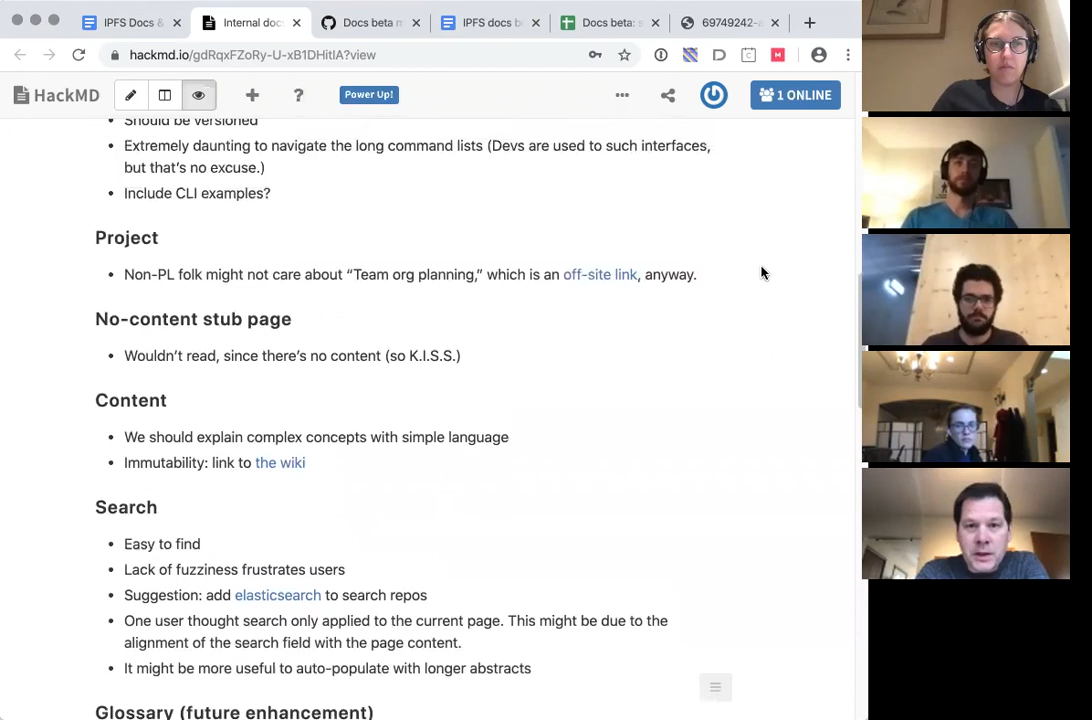 IPFS Docs &
Internal doc
Docs beta m
IPFS docs b
Docs beta: s
69749242-a
hackmd.io/gdRqxFZoRy-U-xB1DHitIA?view
HackMD
Power Up!
1 ONLINE
Should be versioned
Extremely daunting to navigate the long command lists (Devs are used to such interfaces,
but that's no excuse.)
Include CLI examples?
Project
Non-PL folk might not care about “Team org planning,” which is an off-site link, anyway.
No-content stub page
Wouldn't read, since there's no content (so K.I.S.S.)
Content
We should explain complex concepts with simple language
Immutability: link to the wiki
Search
Easy to find
Lack of fuzziness frustrates users
Suggestion: add elasticsearch to search repos
One user thought search only applied to the current page. This might be due to the
alignment of the search field with the page content.
It might be more useful to auto-populate with longer abstracts
Glossary (future enhancement)